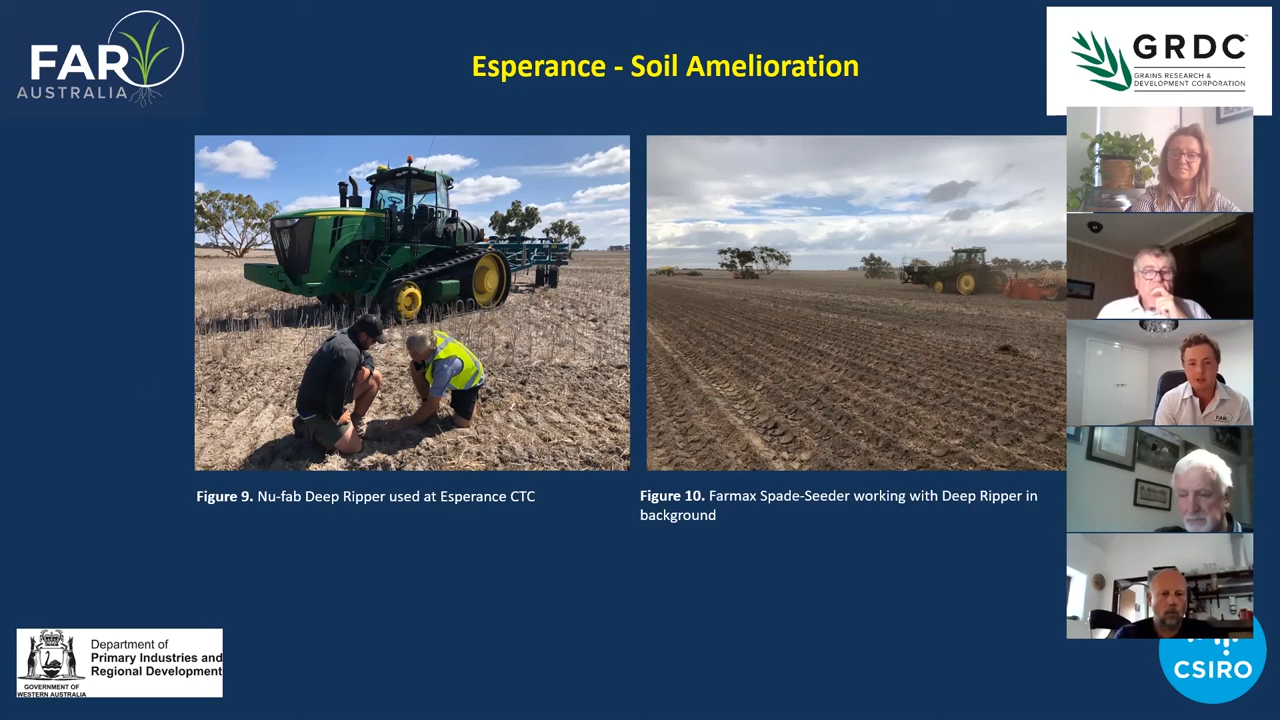 FAR
AUSTRALIA
Esperance - Soil Amelioration
GRDC™
GRAINS RESEARCH &
DEVELOPMENT CORPORATION
Figure 9. Nu-fab Deep Ripper used at Esperance CTC
Figure 10. Farmax Spade-Seeder working with Deep Ripper in
background
FAR
Department of
Primary Industries and
Regional Development
GOVERNMENT OF
WESTERN AUSTRALIA
CSIRO